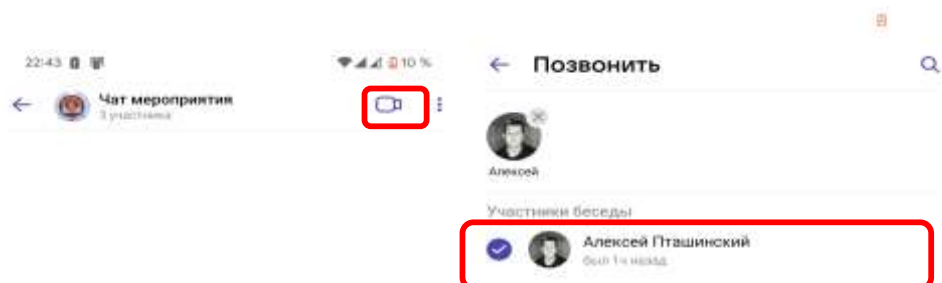 22:43
10 %
Чат мероприятия
3 участника
Позвонить
Алексей
Участники беседы
Алексей Пташинский
был 1 ч назад